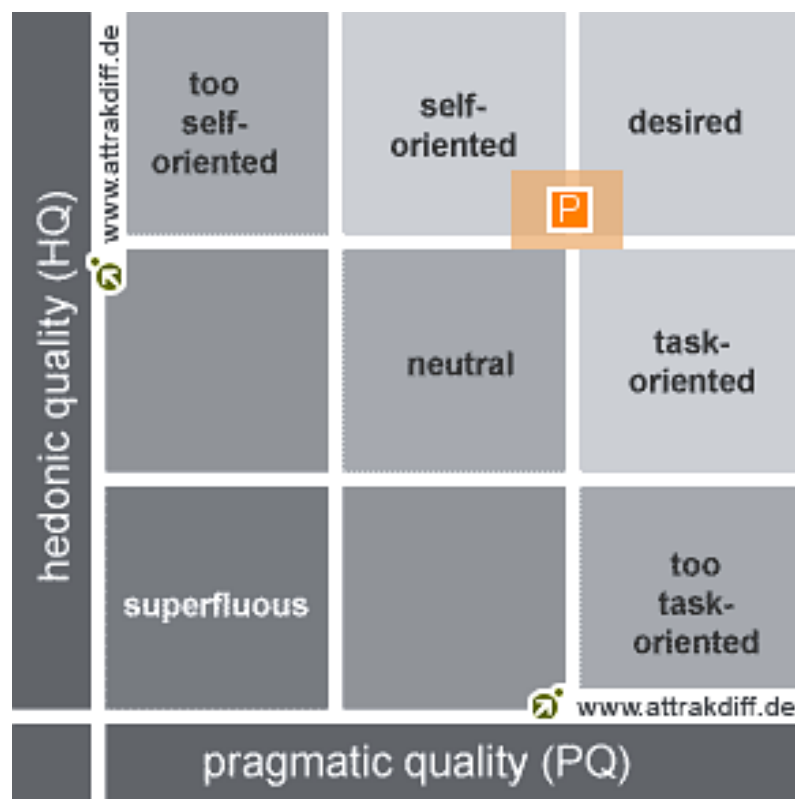 www.attrakdiff.de
too
self-
oriented
self-
oriented
desired
P
hedonic quality (HQ)
neutral
task-
oriented
superfluous
too
task-
oriented
www.attrakdiff.de
pragmatic quality (PQ)